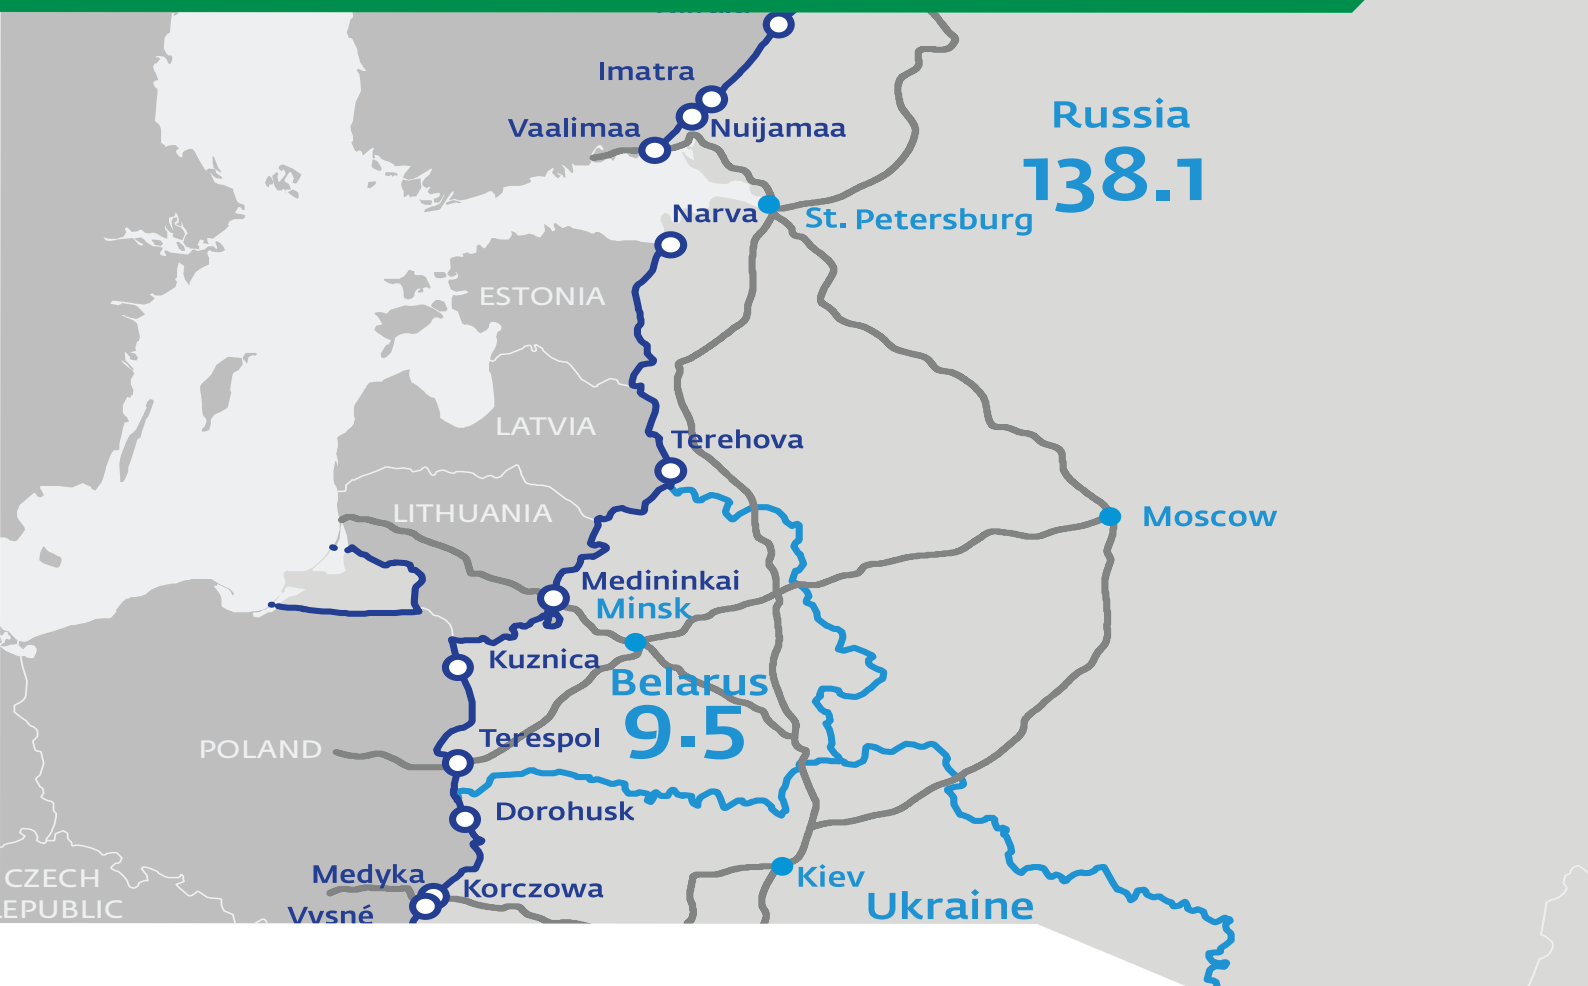 Imatra
Vaalimaa
Nuijamaa
Russia
138.1
Narva
St. Petersburg
ESTONIA
LATVIA
Terehova
LITHUANIA
Moscow
Medininkai
Minsk
Kuznica
Belarus
9.5
Terespol
POLAND
Dorohusk
Medyka
Korczowa
Kiev
CZECH
EPUBLIC
Vysné
Ukraine